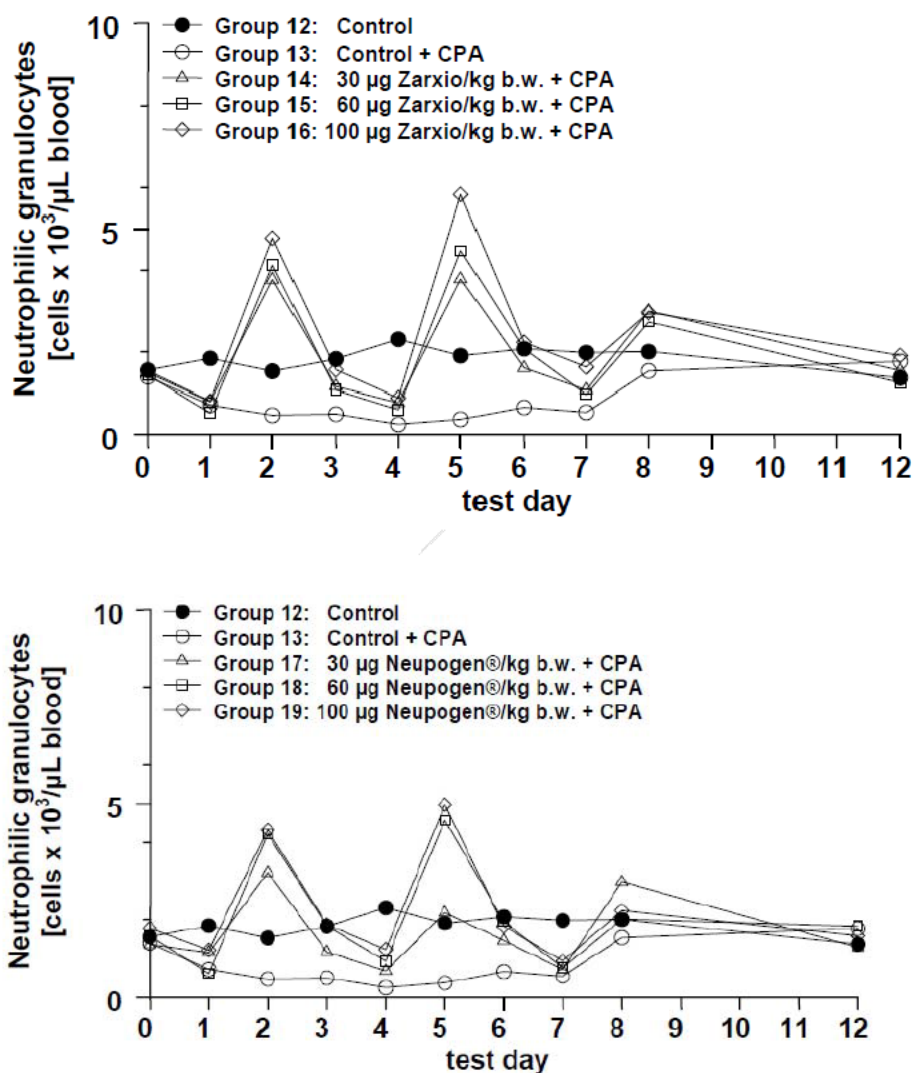 10
Group 12: Control
Group 13: Control + CPA
Group 14: 30 µg Zarxio/kg b.w. + CPA
Group 15: 60 µg Zarxio/kg b.w. + CPA
Group 16: 100 µg Zarxio/kg b.w. + CPA
Neutrophilic granulocytes
[cells x 10³/µL blood]
5
0
0 1 2 3 4 5 6 7 8 9 10 11 12
test day
10
Group 12: Control
Group 13: Control + CPA
Group 17: 30 µg Neupogen®/kg b.w. + CPA
Group 18: 60 µg Neupogen®/kg b.w. + CPA
Group 19: 100 µg Neupogen®/kg b.w. + CPA
Neutrophilic granulocytes
[cells x 10³/µL blood]
5
0
0 1 2 3 4 5 6 7 8 9 10 11 12
test day